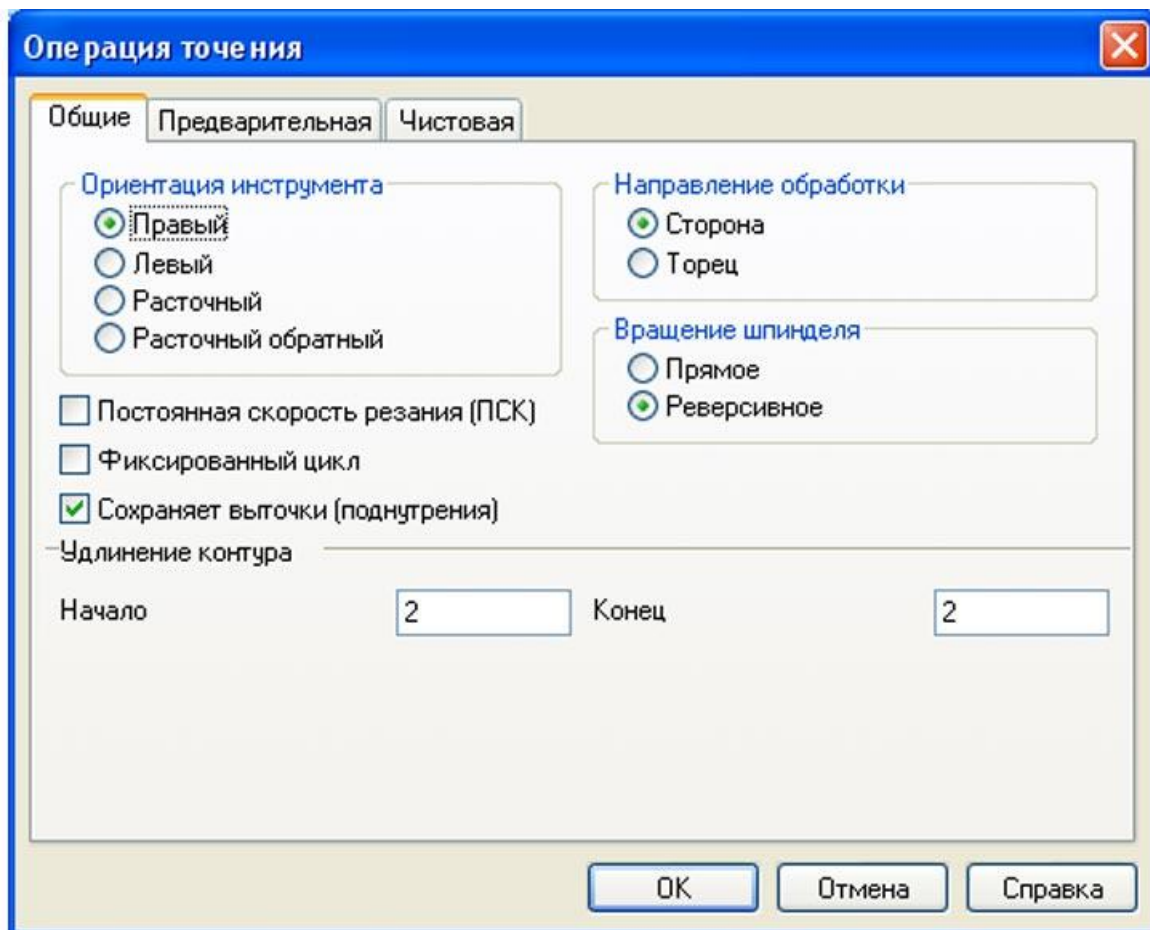 Операция точения
Общие Предварительная Чистовая
Ориентация инструмента
Правый
Левый
Расточный
Расточный обратный
Направление обработки
Сторона
Торец
Вращение шпинделя
Прямое
Реверсивное
Постоянная скорость резания (ПСК)
Фиксированный цикл
Сохраняет выточки (поднутрения)
Удлинение контура
Начало 2 Конец 2
ОК Отмена Справка